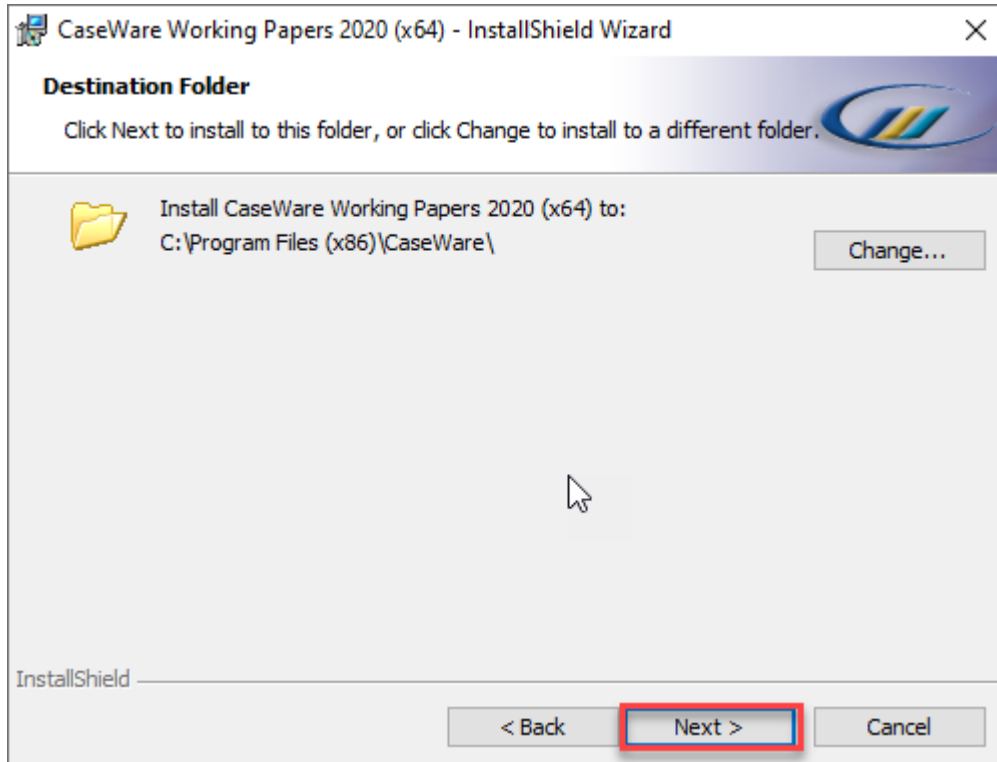 CaseWare Working Papers 2020 (x64) - InstallShield Wizard
Destination Folder
Click Next to install to this folder, or click Change to install to a different folder.
Install CaseWare Working Papers 2020 (x64) to:
C:\Program Files (x86)\CaseWare\
Change...
InstallShield
< Back
Next >
Cancel